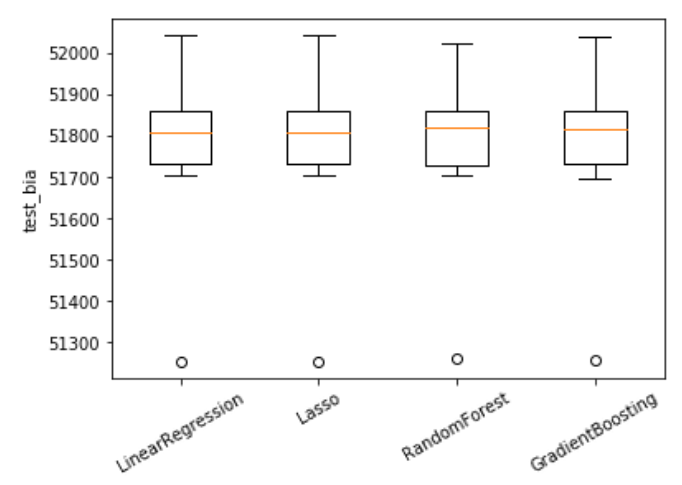 52000
51900
51800
51700
51600
51500
51400
51300
test_bia
LinearRegression
Lasso
RandomForest
GradientBoosting